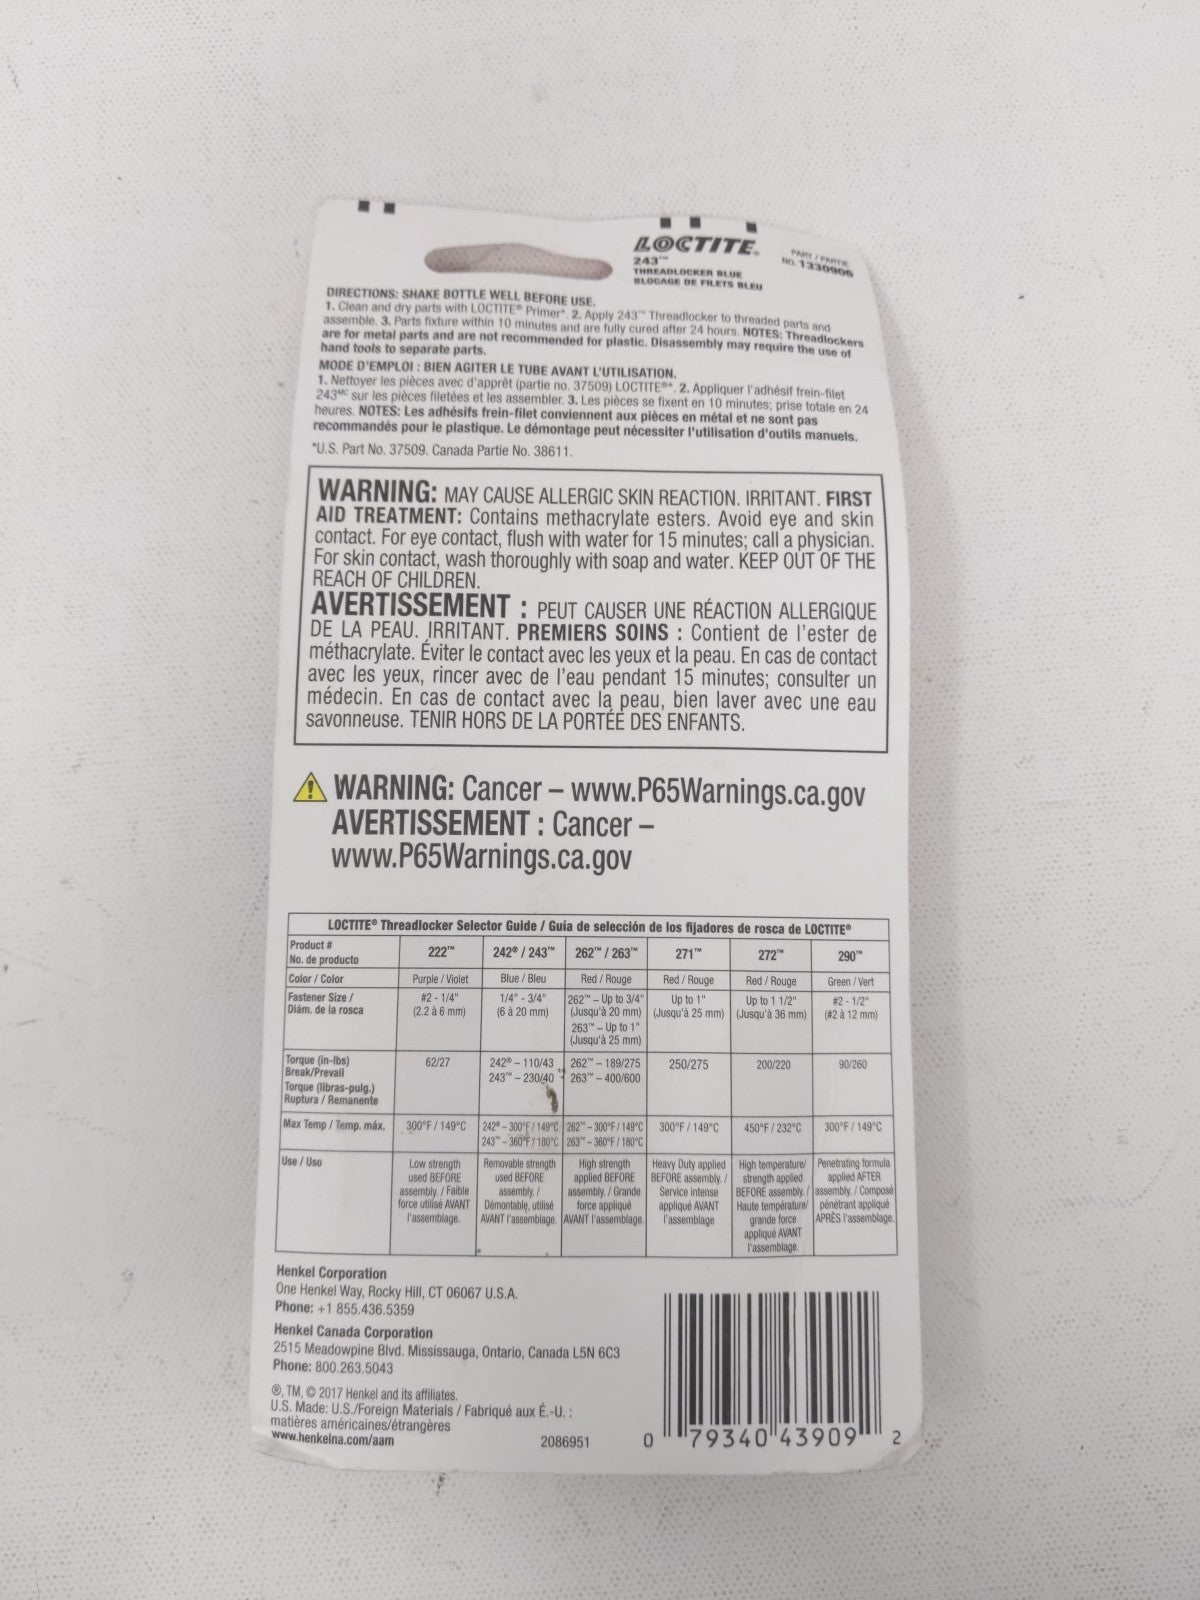 LOCTITE®
243™
THREADLOCKER BLUE
BLOCAGE DE FILETS BLEU
PART / PARTIE
NO. 1330906
DIRECTIONS: SHAKE BOTTLE WELL BEFORE USE.
1. Clean and dry parts with LOCTITE® Primer*. 2. Apply 243™ Threadlocker to threaded parts and
assemble. 3. Parts fixture within 10 minutes and are fully cured after 24 hours. NOTES: Threadlockers
are for metal parts and are not recommended for plastic. Disassembly may require the use of
hand tools to separate parts.
MODE D'EMPLOI : BIEN AGITER LE TUBE AVANT L'UTILISATION.
1. Nettoyer les pièces avec d'apprêt (partie no. 37509) LOCTITE®*. 2. Appliquer l'adhésif frein-filet
243MC sur les pièces filetées et les assembler. 3. Les pièces se fixent en 10 minutes; prise totale en 24
heures. NOTES: Les adhésifs frein-filet conviennent aux pièces en métal et ne sont pas
recommandés pour le plastique. Le démontage peut nécessiter l'utilisation d'outils manuels.
*U.S. Part No. 37509. Canada Partie No. 38611.
WARNING: MAY CAUSE ALLERGIC SKIN REACTION. IRRITANT. FIRST
AID TREATMENT: Contains methacrylate esters. Avoid eye and skin
contact. For eye contact, flush with water for 15 minutes; call a physician.
For skin contact, wash thoroughly with soap and water. KEEP OUT OF THE
REACH OF CHILDREN.
AVERTISSEMENT : PEUT CAUSER UNE RÉACTION ALLERGIQUE
DE LA PEAU. IRRITANT. PREMIERS SOINS : Contient de l'ester de
méthacrylate. Éviter le contact avec les yeux et la peau. En cas de contact
avec les yeux, rincer avec de l'eau pendant 15 minutes; consulter un
médecin. En cas de contact avec la peau, bien laver avec une eau
savonneuse. TENIR HORS DE LA PORTÉE DES ENFANTS.
WARNING: Cancer – www.P65Warnings.ca.gov
AVERTISSEMENT : Cancer –
www.P65Warnings.ca.gov
LOCTITE® Threadlocker Selector Guide / Guía de selección de los fijadores de rosca de LOCTITE®
Product #
No. de producto
222™
242® / 243™
262™ / 263™
271™
272™
290™
Color / Color
Purple / Violet
Blue / Bleu
Red / Rouge
Red / Rouge
Red / Rouge
Green / Vert
Fastener Size /
Diám. de la rosca
#2 - 1/4"
(2.2 à 6 mm)
1/4" - 3/4"
(6 à 20 mm)
262™ – Up to 3/4"
(Jusqu'à 20 mm)
263™ – Up to 1"
(Jusqu'à 25 mm)
Up to 1"
(Jusqu'à 25 mm)
Up to 1 1/2"
(Jusqu'à 36 mm)
#2 - 1/2"
(#2 à 12 mm)
Torque (in-lbs)
Break/Prevail
Torque (libras-pulg.)
Ruptura / Remanente
62/27
242® – 110/43
243™ – 230/40
262™ – 189/275
263™ – 400/600
250/275
200/220
90/260
Max Temp / Temp. máx.
300°F / 149°C
242® – 300°F / 149°C
243™ – 360°F / 180°C
262™ – 300°F / 149°C
263™ – 360°F / 180°C
300°F / 149°C
450°F / 232°C
300°F / 149°C
Use / Uso
Low strength
used BEFORE
assembly. / Faible
force utilisé AVANT
l'assemblage.
Removable strength
used BEFORE
assembly. /
Démontable, utilisé
AVANT l'assemblage.
High strength
applied BEFORE
assembly. / Grande
force appliqué
AVANT l'assemblage.
Heavy Duty applied
BEFORE assembly. /
Service intense
appliqué AVANT
l'assemblage
High temperature/
strength applied
BEFORE assembly. /
Haute température/
grande force
appliqué AVANT
l'assemblage.
Penetrating formula
applied AFTER
assembly. / Composé
pénétrant appliqué
APRÈS l'assemblage.
Henkel Corporation
One Henkel Way, Rocky Hill, CT 06067 U.S.A.
Phone: +1 855.436.5359
Henkel Canada Corporation
2515 Meadowpine Blvd. Mississauga, Ontario, Canada L5N 6C3
Phone: 800.263.5043
®, TM, © 2017 Henkel and its affiliates.
U.S. Made: U.S./Foreign Materials / Fabriqué aux É.-U. :
matières américaines/étrangères
www.henkelna.com/aam
2086951
0 79340 43909 2